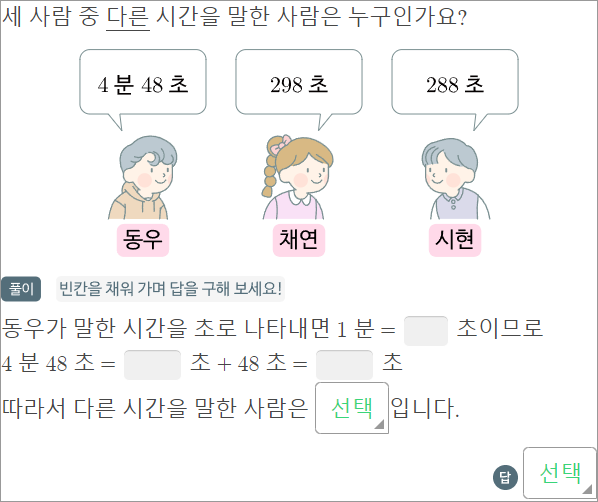 세 사람 중 다른 시간을 말한 사람은 누구인가요?
4 분 48 초
298 초
288 초
동우
채연
시현
풀이 빈칸을 채워 가며 답을 구해 보세요!
동우가 말한 시간을 초로 나타내면 1 분 = 초이므로
4 분 48 초 = 초 + 48 초 = 초
따라서 다른 시간을 말한 사람은 선택 입니다.
답 선택